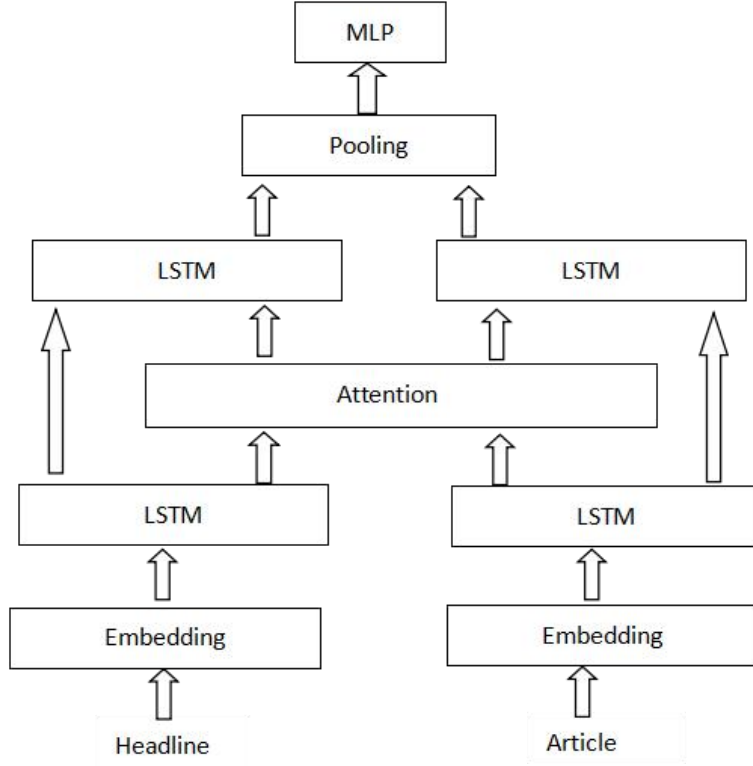 MLP
Pooling
LSTM
LSTM
Attention
LSTM
LSTM
Embedding
Embedding
Headline
Article